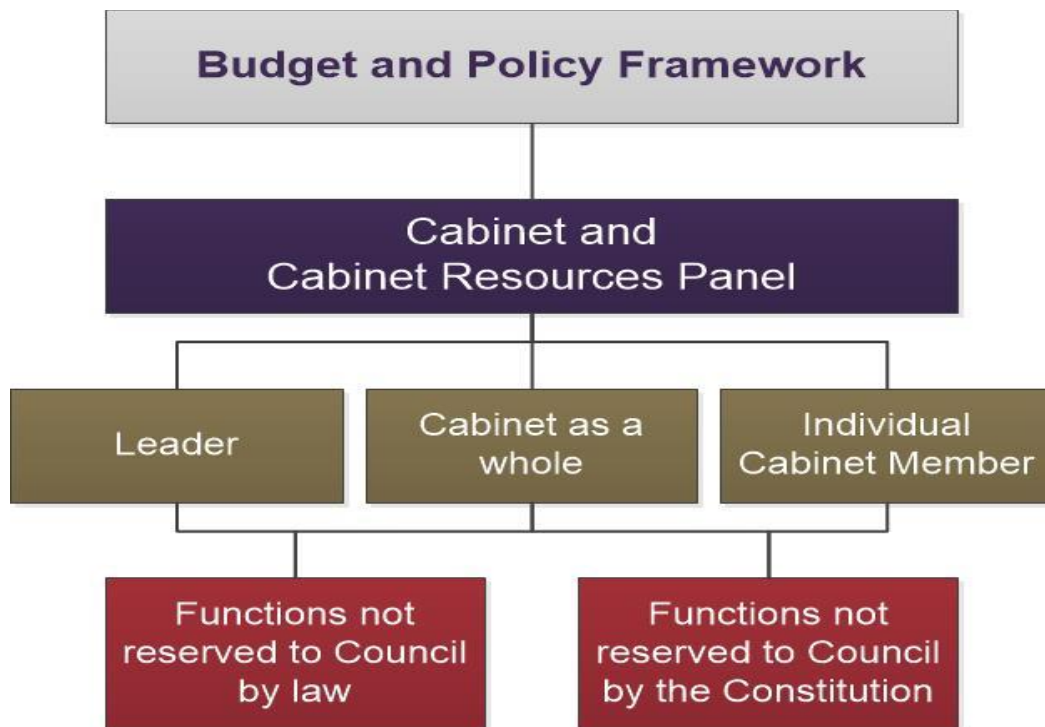 Budget and Policy Framework
Cabinet and
Cabinet Resources Panel
Leader
Cabinet as a
whole
Individual
Cabinet Member
Functions not
reserved to Council
by law
Functions not
reserved to Council
by the Constitution